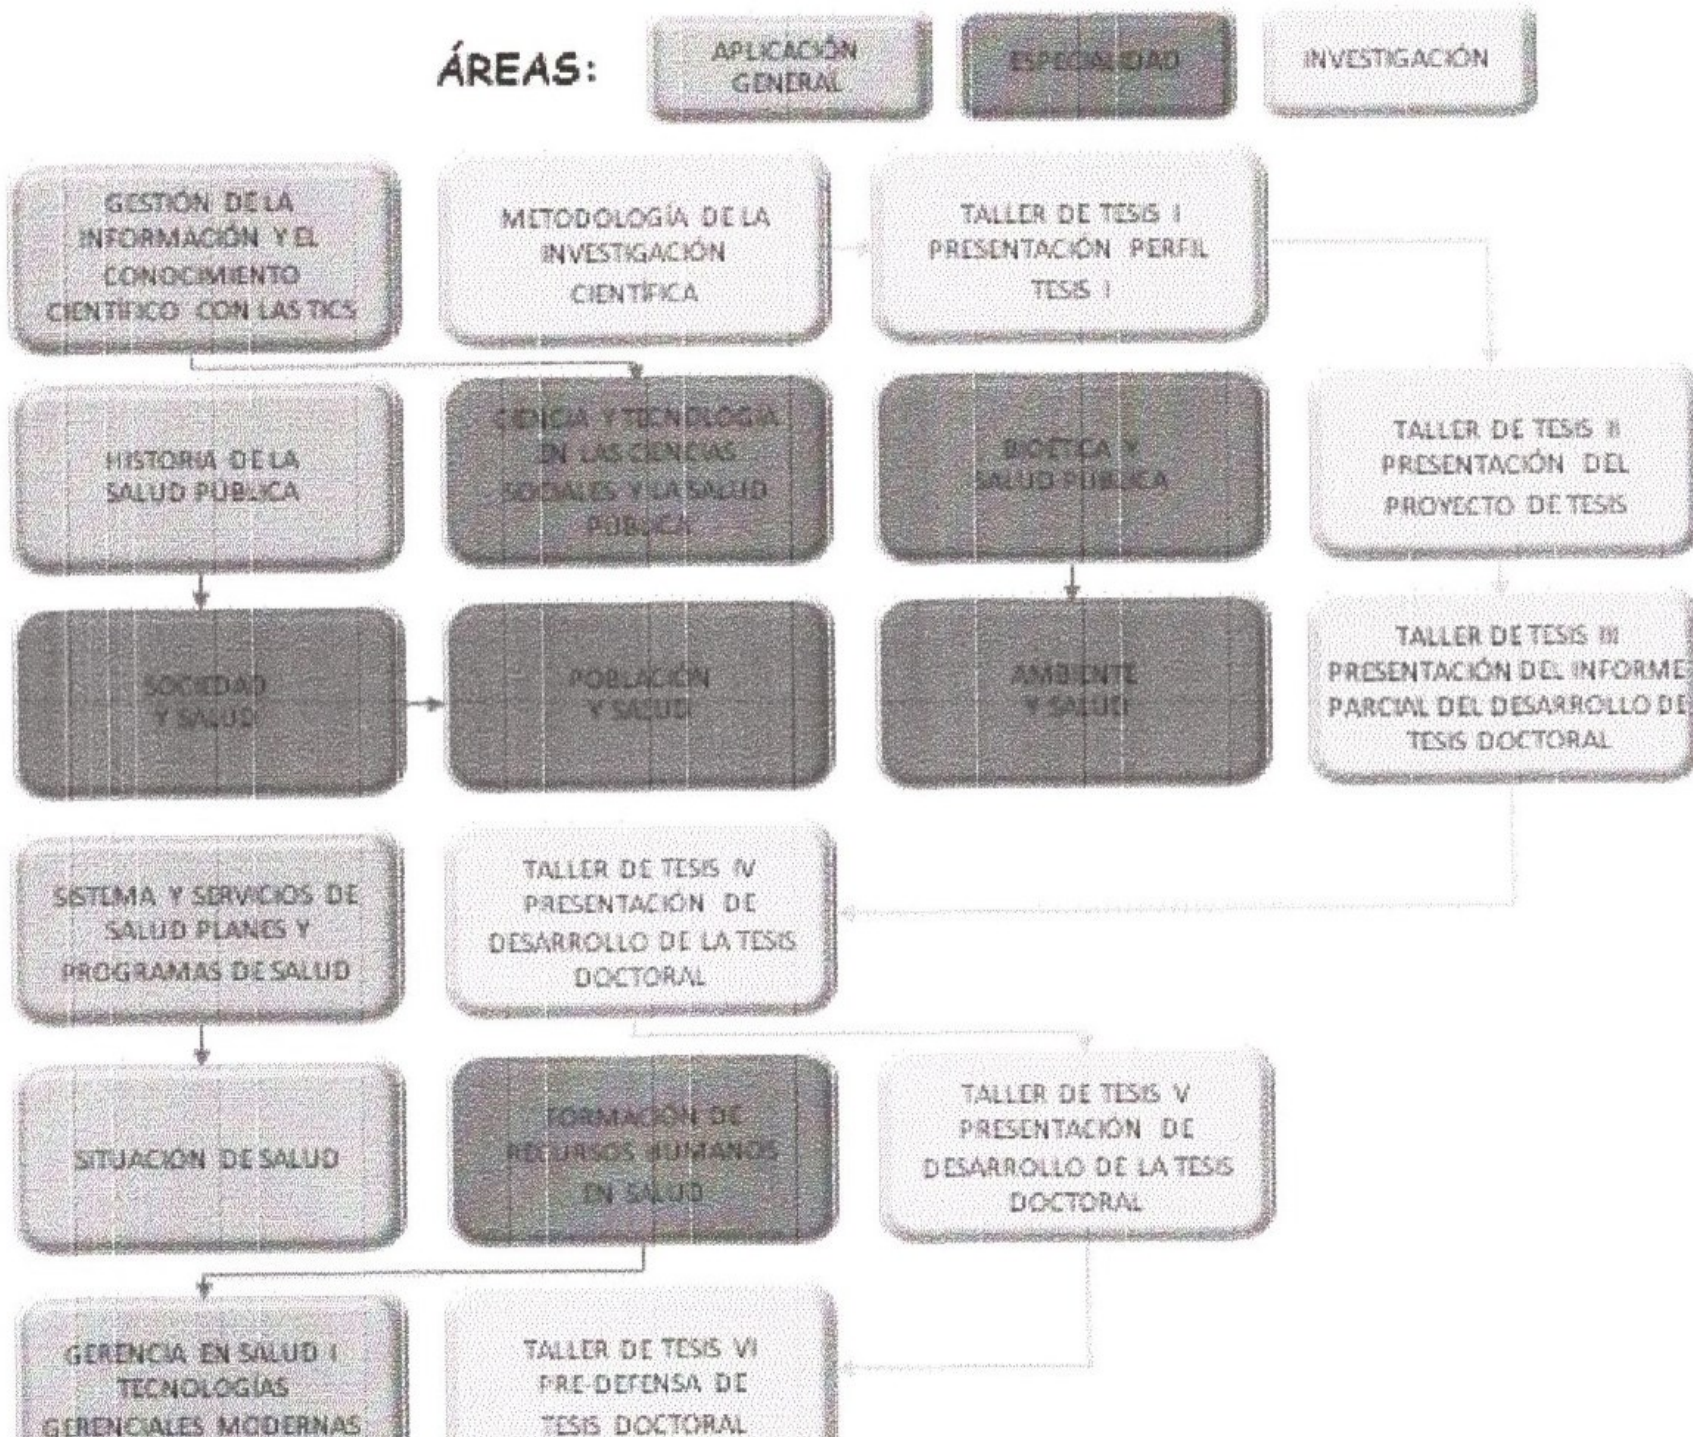 ÁREAS:
APLICACIÓN
GENERAL
ESPECIALIDAD
INVESTIGACIÓN
GESTIÓN DE LA
INFORMACIÓN Y EL
CONOCIMIENTO
CIENTÍFICO CON LAS TICS
METODOLOGÍA DE LA
INVESTIGACIÓN
CIENTÍFICA
TALLER DE TESIS I
PRESENTACIÓN PERFIL
TESIS I
HISTORIA DE LA
SALUD PÚBLICA
CIENCIA Y TECNOLOGÍA
EN LAS CIENCIAS
SOCIALES Y LA SALUD
PÚBLICA
BIOÉTICA Y
SALUD PÚBLICA
TALLER DE TESIS II
PRESENTACIÓN DEL
PROYECTO DE TESIS
SOCIEDAD
Y SALUD
POBLACIÓN
Y SALUD
AMBIENTE
Y SALUD
TALLER DE TESIS III
PRESENTACIÓN DEL INFORME
PARCIAL DEL DESARROLLO DE
TESIS DOCTORAL
SISTEMA Y SERVICIOS DE
SALUD PLANES Y
PROGRAMAS DE SALUD
TALLER DE TESIS IV
PRESENTACIÓN DE
DESARROLLO DE LA TESIS
DOCTORAL
SITUACIÓN DE SALUD
FORMACIÓN DE
RECURSOS HUMANOS
EN SALUD
TALLER DE TESIS V
PRESENTACIÓN DE
DESARROLLO DE LA TESIS
DOCTORAL
GERENCIA EN SALUD I
TECNOLOGÍAS
GERENCIALES MODERNAS
TALLER DE TESIS VI
PRE-DEFENSA DE
TESIS DOCTORAL